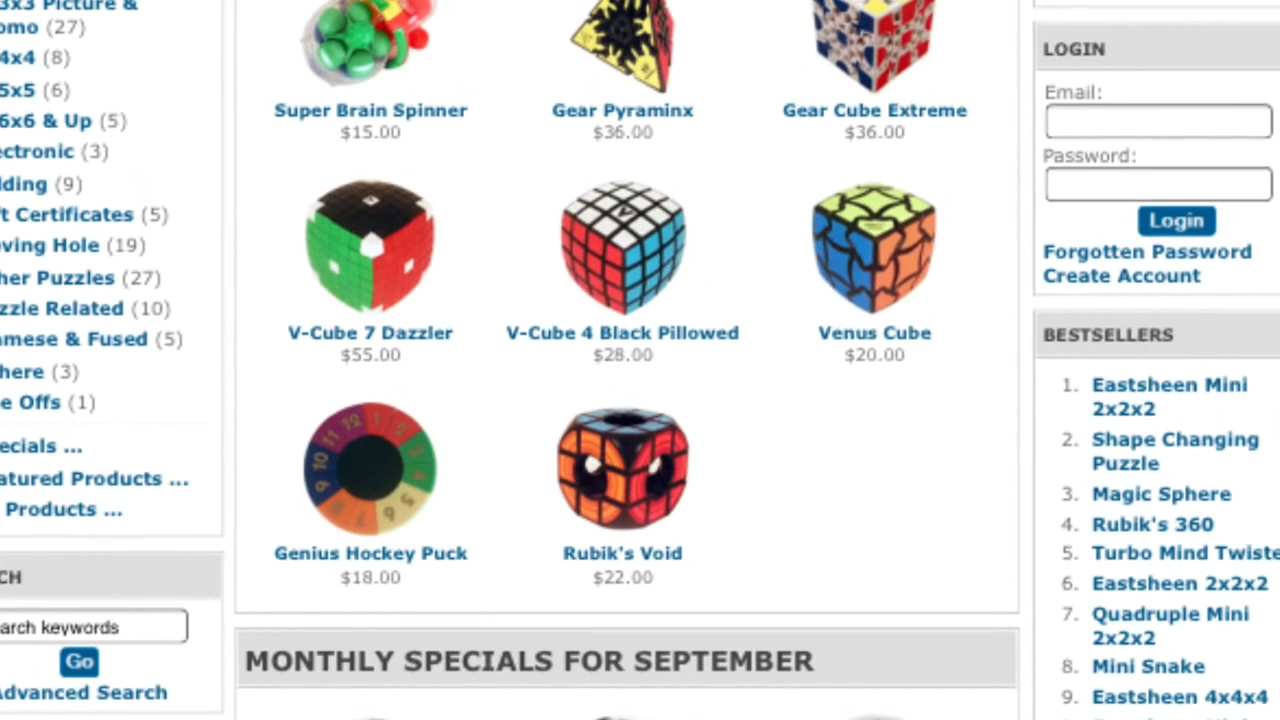 3x3 Picture &
omo (27)
4x4 (8)
5x5 (6)
6x6 & Up (5)
ectronic (3)
lding (9)
ft Certificates (5)
oving Hole (19)
her Puzzles (27)
zzle Related (10)
amese & Fused (5)
here (3)
e Offs (1)
ecials ...
atured Products ...
Products ...
CH
arch keywords
Go
Advanced Search
Super Brain Spinner
$15.00
Gear Pyraminx
$36.00
Gear Cube Extreme
$36.00
V-Cube 7 Dazzler
$55.00
V-Cube 4 Black Pillowed
$28.00
Venus Cube
$20.00
Genius Hockey Puck
$18.00
Rubik's Void
$22.00
MONTHLY SPECIALS FOR SEPTEMBER
LOGIN
Email:
Password:
Login
Forgotten Password
Create Account
BESTSELLERS
1. Eastsheen Mini
2x2x2
2. Shape Changing
Puzzle
3. Magic Sphere
4. Rubik's 360
5. Turbo Mind Twiste
6. Eastsheen 2x2x2
7. Quadruple Mini
2x2x2
8. Mini Snake
9. Eastsheen 4x4x4